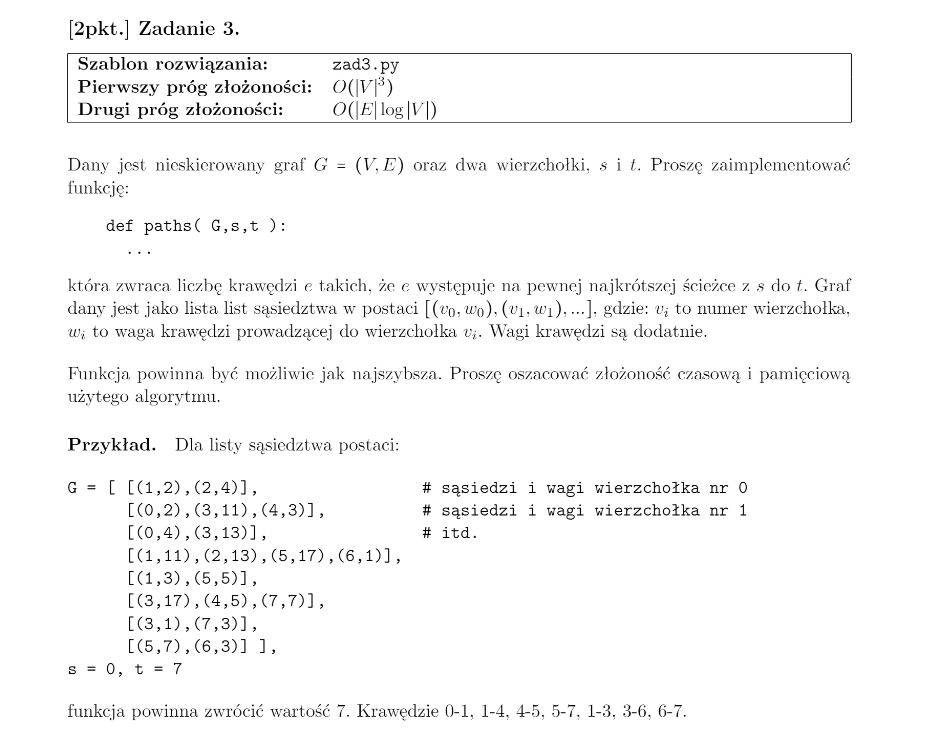 [2pkt.] Zadanie 3.
Szablon rozwiązania: zad3.py
Pierwszy próg złożoności: O(|V|³)
Drugi próg złożoności: O(|E| log |V|)
Dany jest nieskierowany graf G = (V, E) oraz dwa wierzchołki, s i t. Proszę zaimplementować
funkcję:
def paths( G,s,t ):
...
która zwraca liczbę krawędzi e takich, że e występuje na pewnej najkrótszej ścieżce z s do t. Graf
dany jest jako lista list sąsiedztwa w postaci [(v₀, w₀), (v₁, w₁), ...], gdzie: vᵢ to numer wierzchołka,
wᵢ to waga krawędzi prowadzącej do wierzchołka vᵢ. Wagi krawędzi są dodatnie.
Funkcja powinna być możliwie jak najszybsza. Proszę oszacować złożoność czasową i pamięciową
użytego algorytmu.
Przykład. Dla listy sąsiedztwa postaci:
G = [ [(1,2),(2,4)], # sąsiedzi i wagi wierzchołka nr 0
[(0,2),(3,11),(4,3)], # sąsiedzi i wagi wierzchołka nr 1
[(0,4),(3,13)], # itd.
[(1,11),(2,13),(5,17),(6,1)],
[(1,3),(5,5)],
[(3,17),(4,5),(7,7)],
[(3,1),(7,3)],
[(5,7),(6,3)] ],
s = 0, t = 7
funkcja powinna zwrócić wartość 7. Krawędzie 0-1, 1-4, 4-5, 5-7, 1-3, 3-6, 6-7.